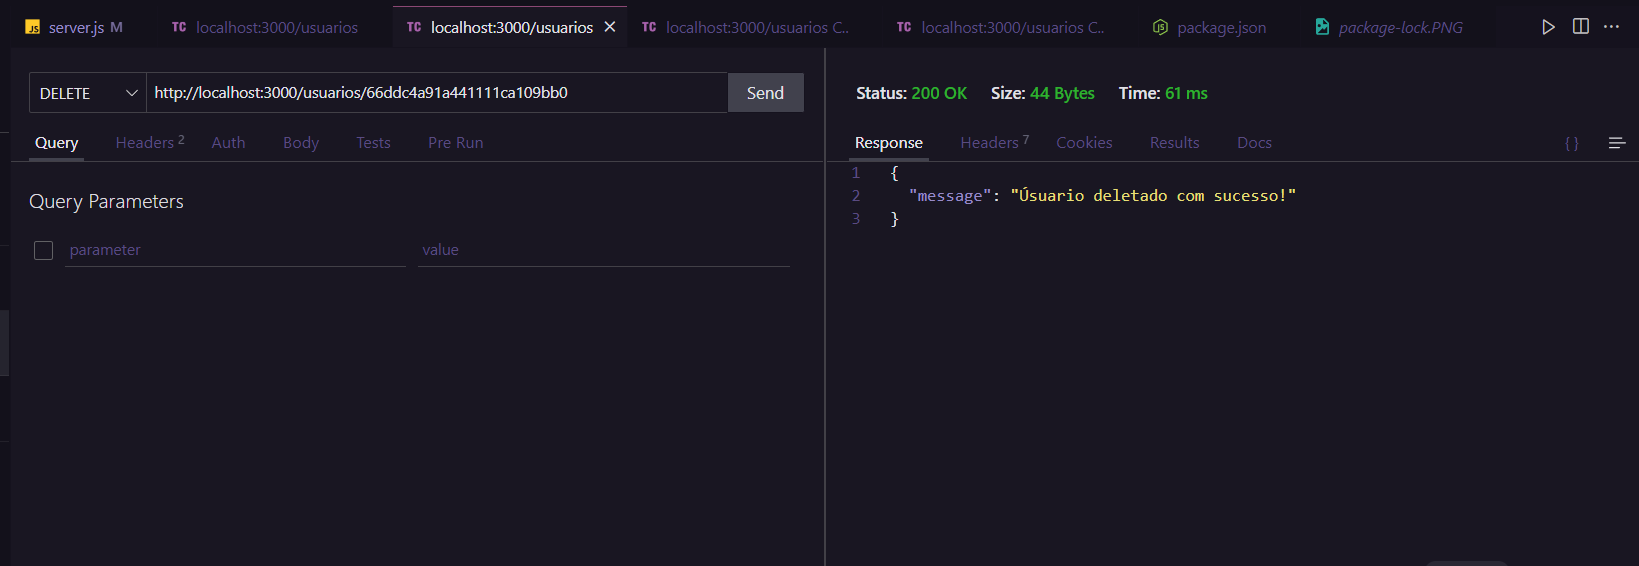 JS server.js M TC localhost:3000/usuarios TC localhost:3000/usuarios × TC localhost:3000/usuarios C.. TC localhost:3000/usuarios C.. JS package.json package-lock.PNG ...
DELETE http://localhost:3000/usuarios/66ddc4a91a441111ca109bb0 Send
Query Headers 2 Auth Body Tests Pre Run
Query Parameters
parameter value
Status: 200 OK Size: 44 Bytes Time: 61 ms
Response Headers 7 Cookies Results Docs { }
1 {
2 "message": "Úsuario deletado com sucesso!"
3 }